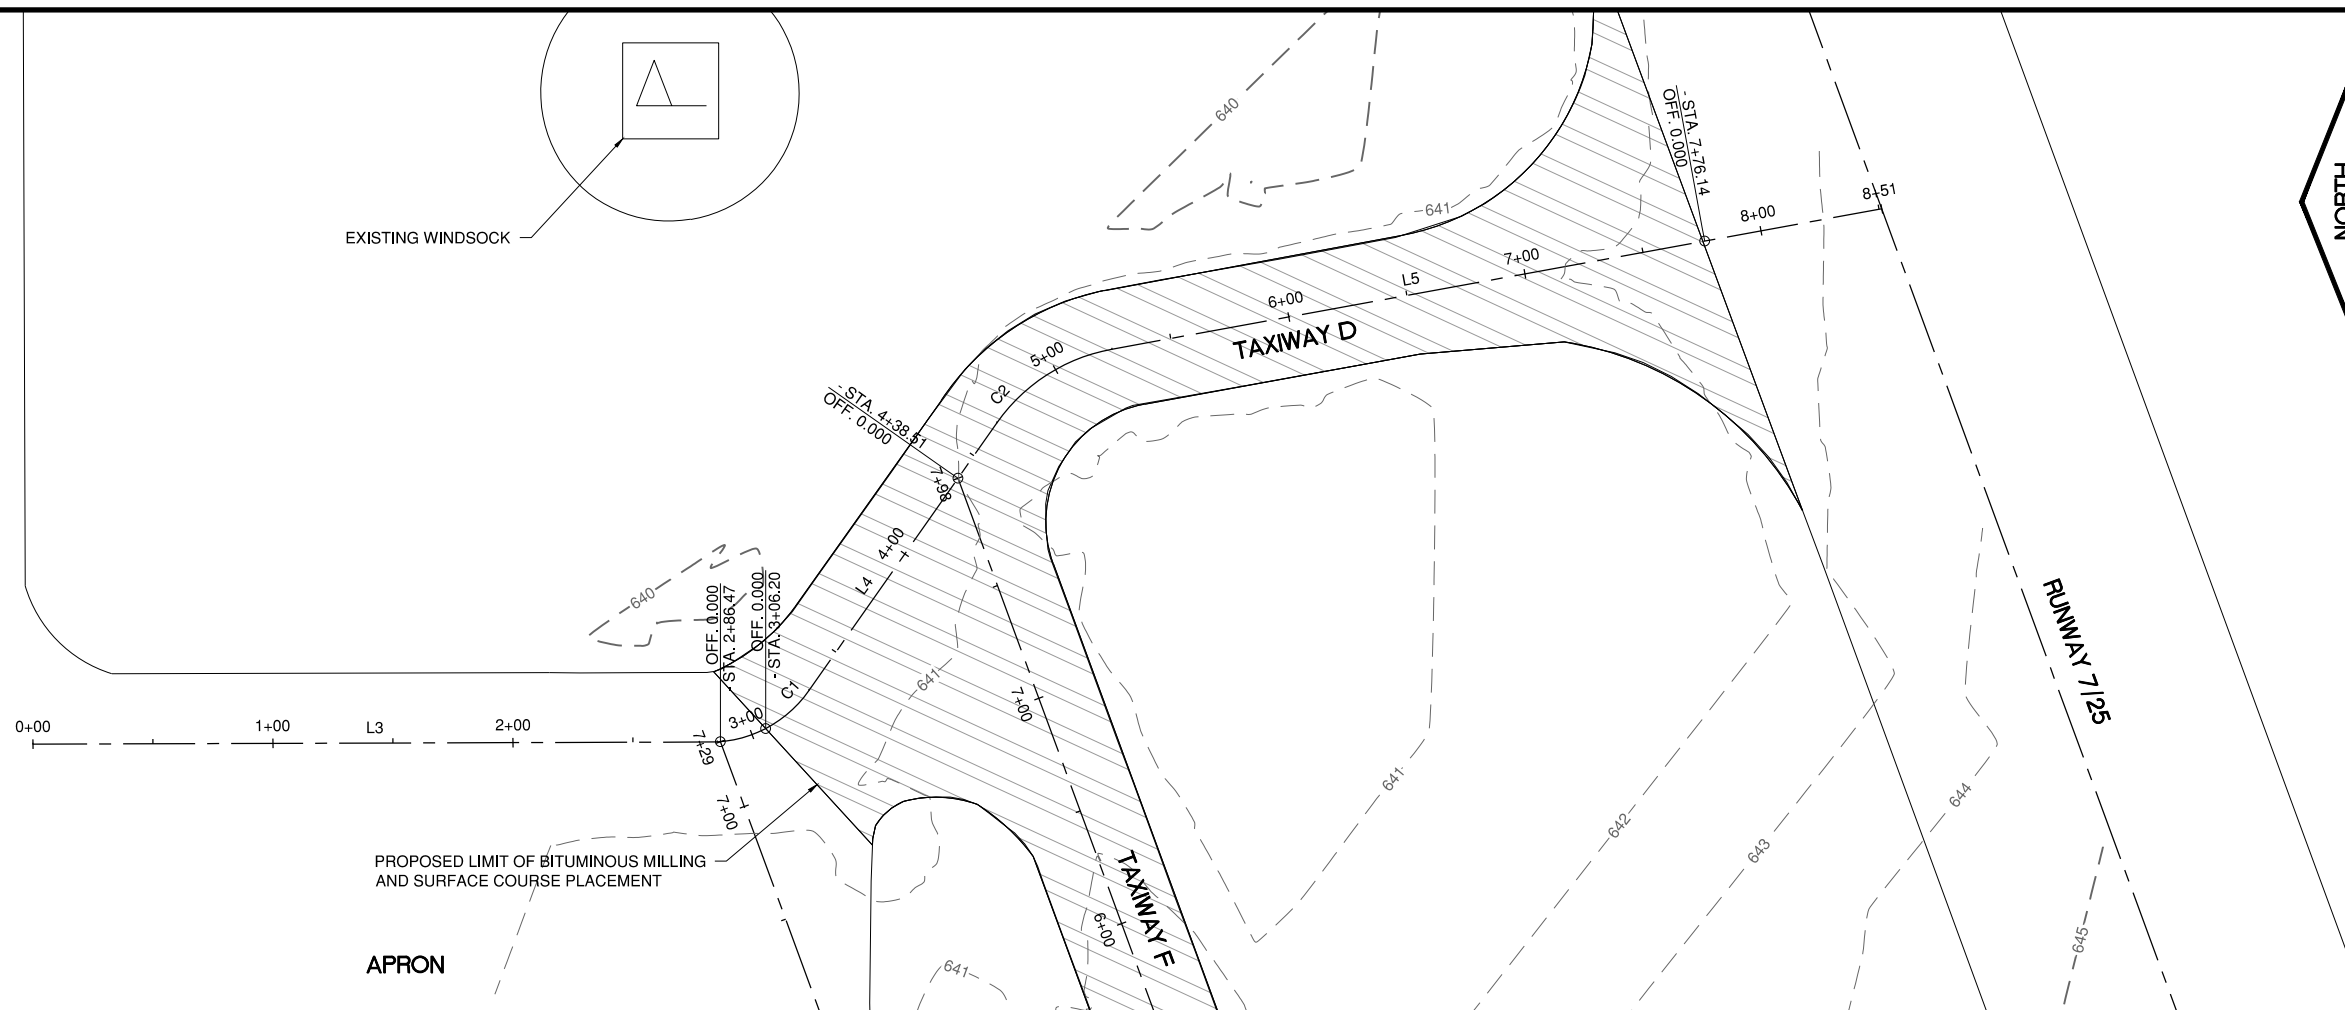 640
- STA. 7+76.14
OFF. 0.000
NORTH
EXISTING WINDSOCK
641
8+00
8+51
7+00
L5
6+00
TAXIWAY D
5+00
C2
- STA. 4+38.51
OFF. 0.000
7+98
4+00
L4
640
OFF. 0.000
- STA. 2+86.47
OFF. 0.000
- STA. 3+06.20
RUNWAY 7/25
641
C1
7+00
0+00
1+00
L3
2+00
3+00
7+29
641
7+00
642
643
644
PROPOSED LIMIT OF BITUMINOUS MILLING
AND SURFACE COURSE PLACEMENT
TAXIWAY F
6+00
645
APRON
641